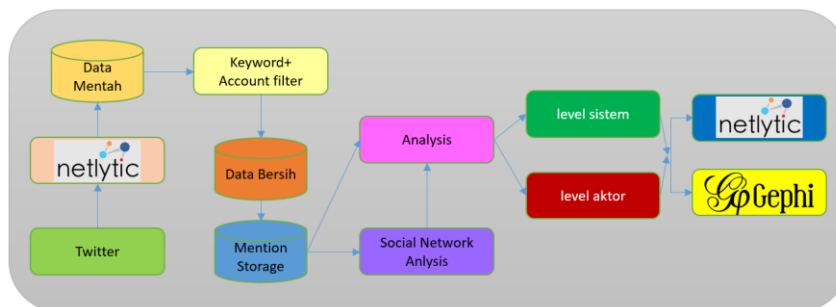 Data
Mentah
Keyword+
Account filter
netlytic
Twitter
Data Bersih
Mention
Storage
Analysis
Social Network
Anlysis
level sistem
level aktor
netlytic
Gφ Gephi